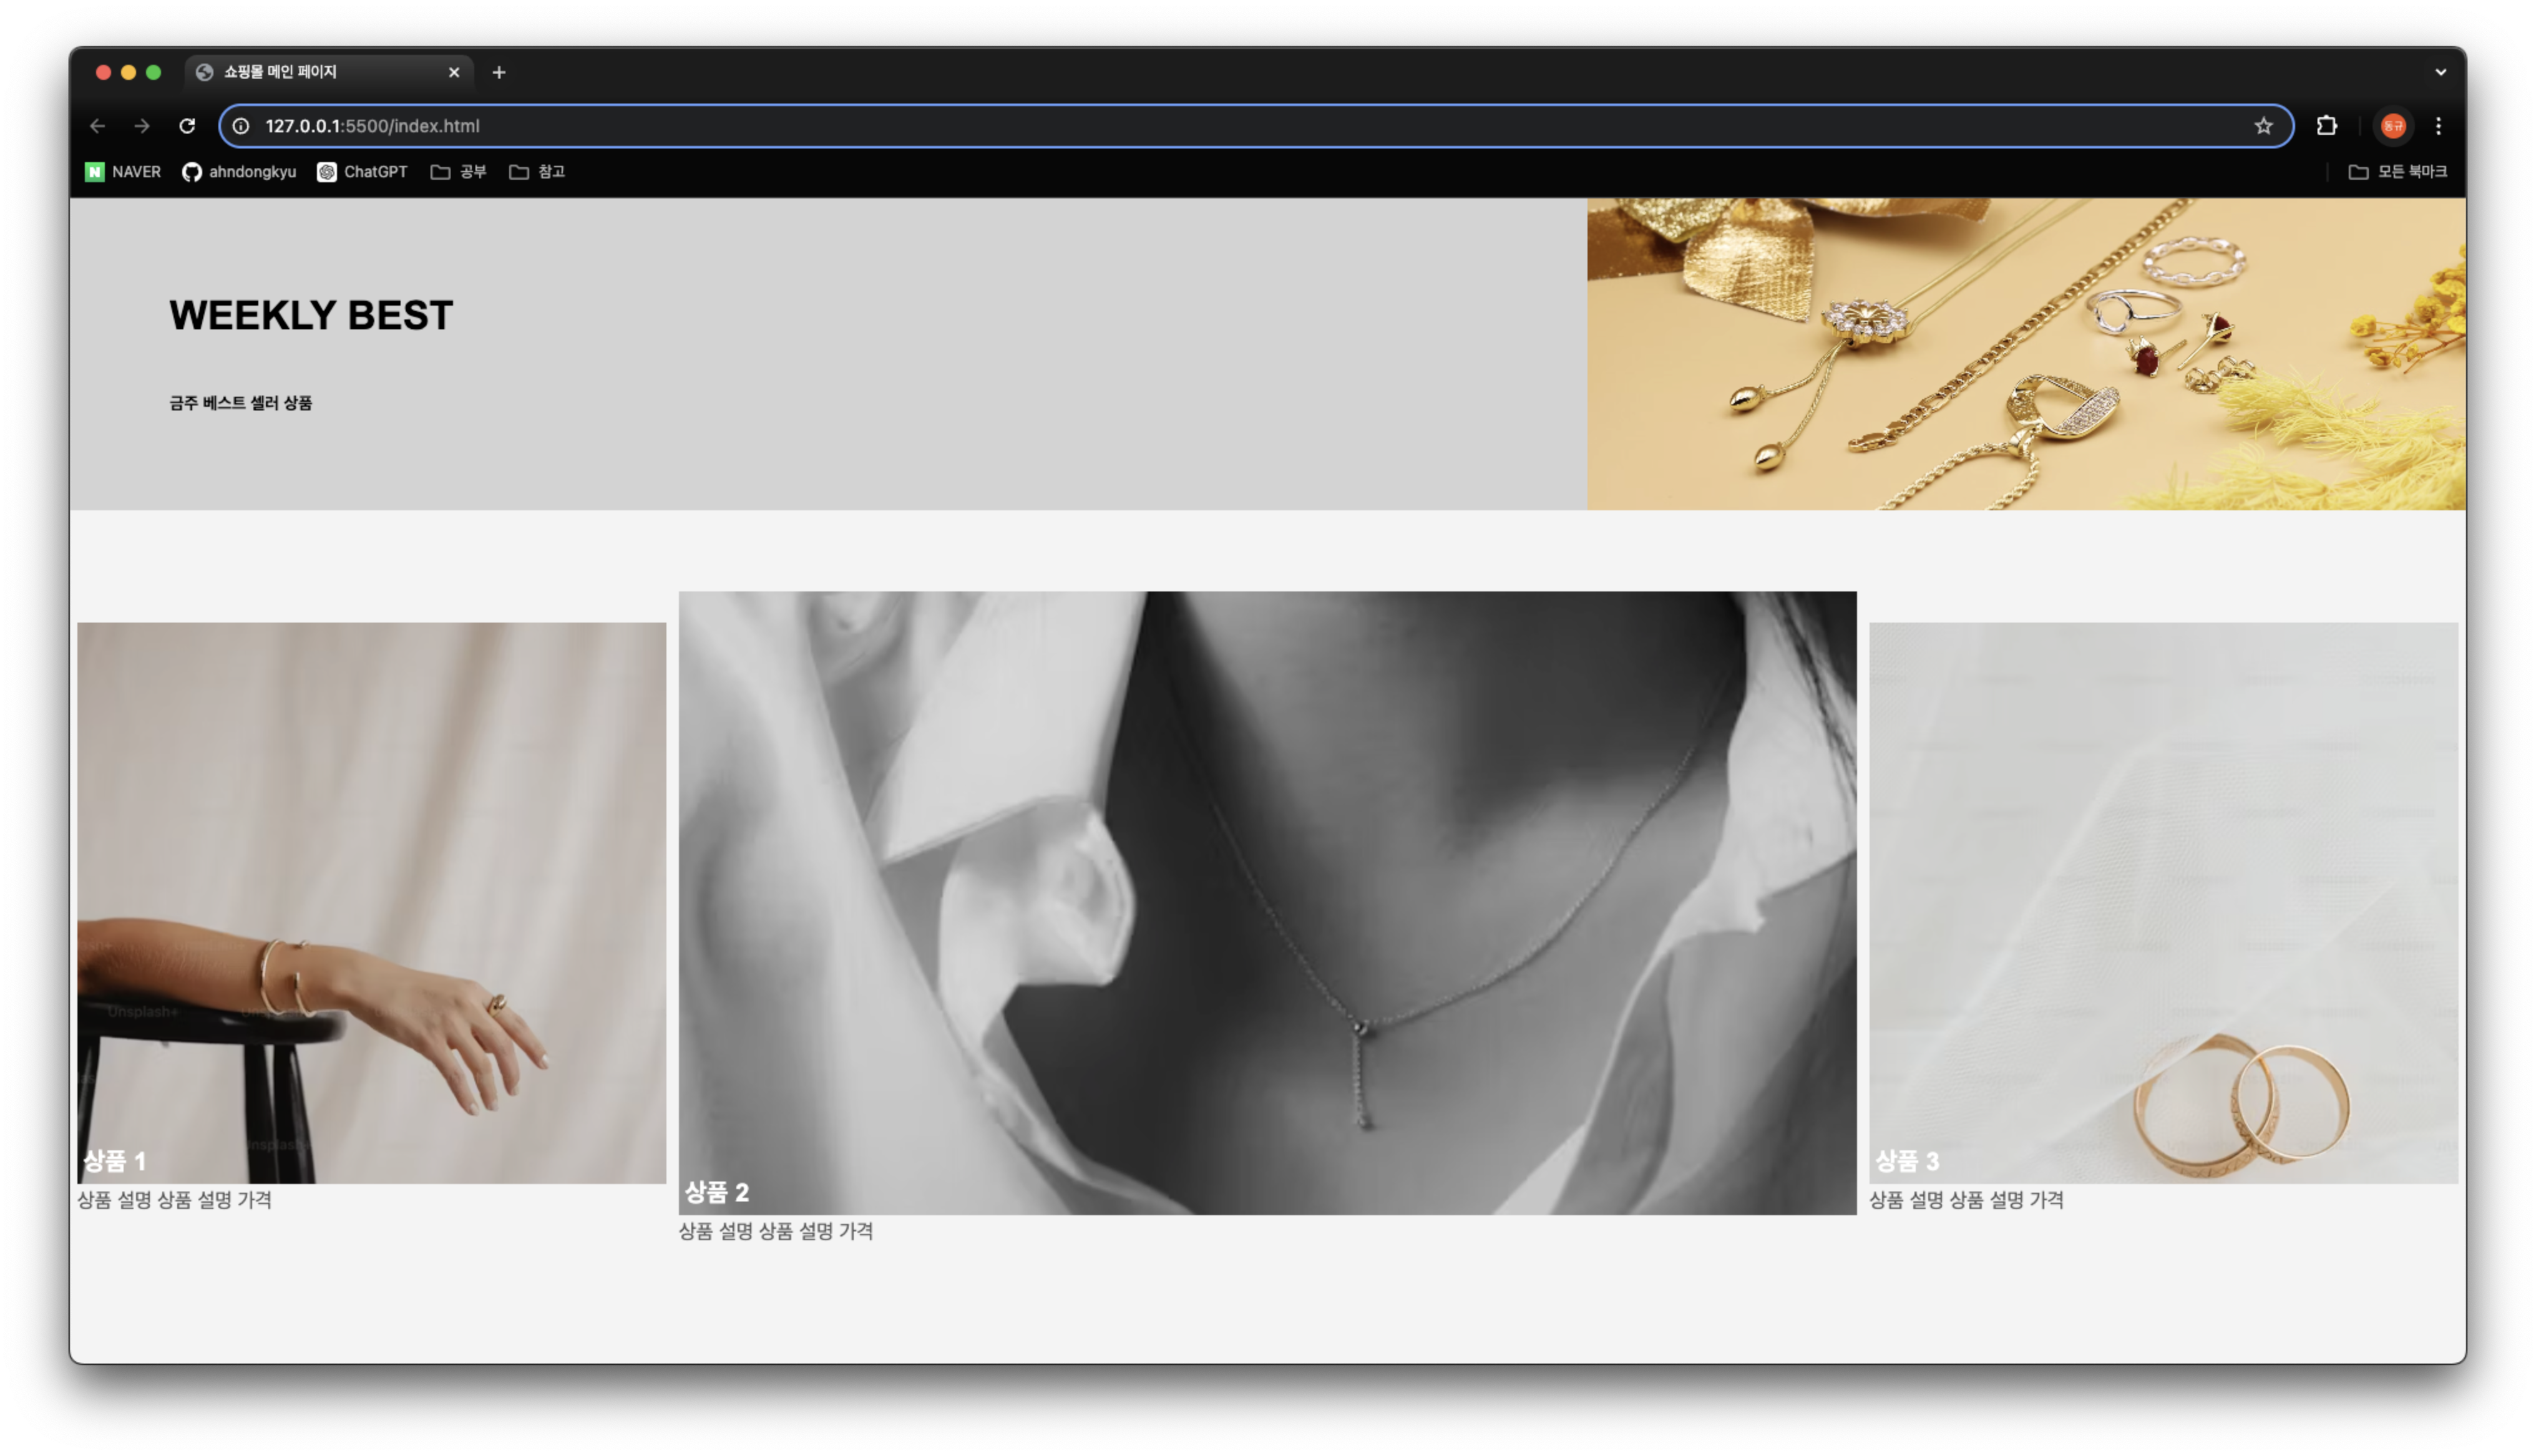 쇼핑몰 메인 페이지
127.0.0.1:5500/index.html
동규
NAVER ahndongkyu ChatGPT 공부 참고 모든 북마크
WEEKLY BEST
금주 베스트 셀러 상품
Unsplash+
Unsplash+
상품 1
상품 설명 상품 설명 가격
상품 2
상품 설명 상품 설명 가격
상품 3
상품 설명 상품 설명 가격